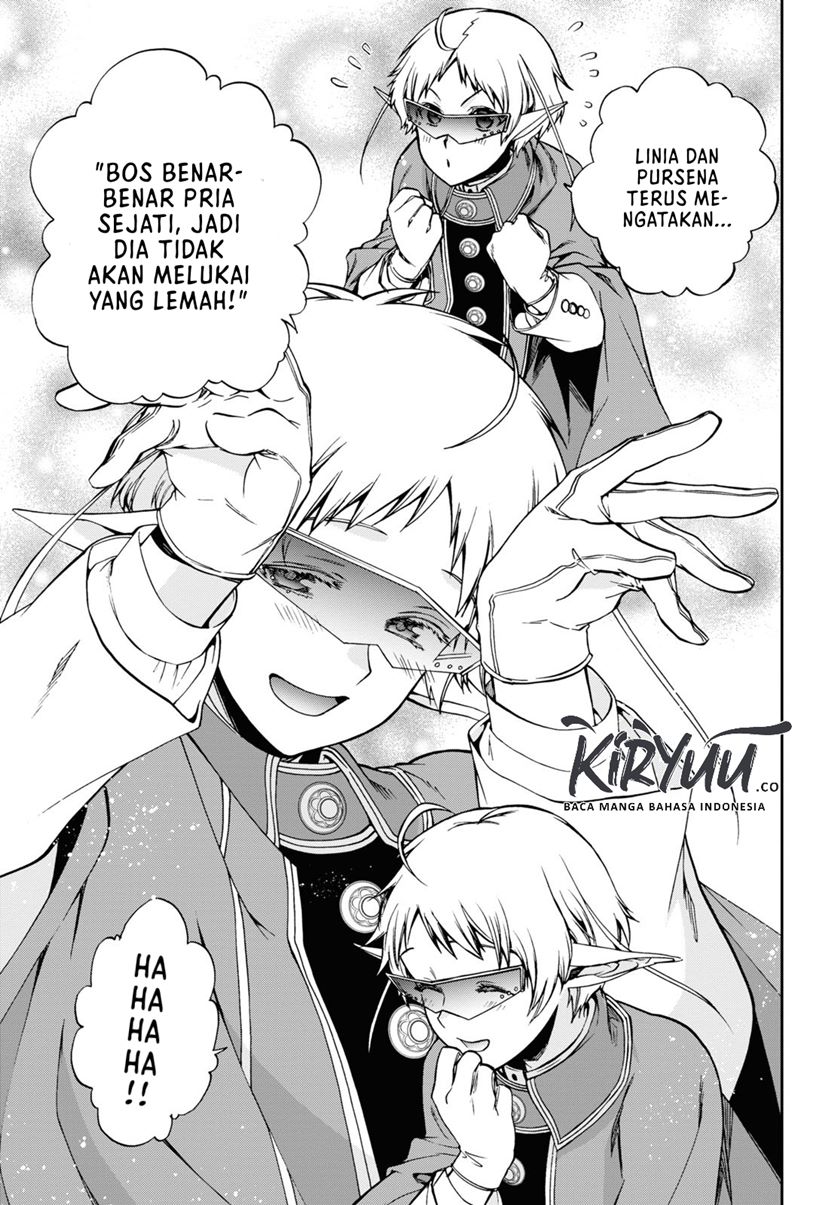 LINIA DAN
PURSENA
TERUS ME-
NGATAKAN...
"BOS BENAR-
BENAR PRIA
SEJATI, JADI
DIA TIDAK
AKAN MELUKAI
YANG LEMAH!"
KIRYUU.CO
BACA MANGA BAHASA INDONESIA
HA
HA
HA
HA
!!